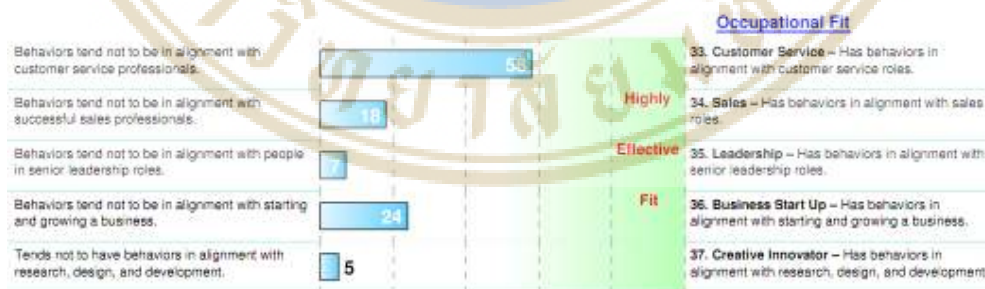 Occupational Fit
Behaviors tend not to be in alignment with
customer service professionals.
33. Customer Service – Has behaviors in
alignment with customer service roles.
Behaviors tend not to be in alignment with
successful sales professionals.
18
Highly
34. Sales – Has behaviors in alignment with sales
roles.
Behaviors tend not to be in alignment with people
in senior leadership roles.
7
Effective
35. Leadership – Has behaviors in alignment with
senior leadership roles.
Behaviors tend not to be in alignment with starting
and growing a business.
24
Fit
36. Business Start Up – Has behaviors in
alignment with starting and growing a business.
Tends not to have behaviors in alignment with
research, design, and development.
5
37. Creative Innovator – Has behaviors in
alignment with research, design, and development